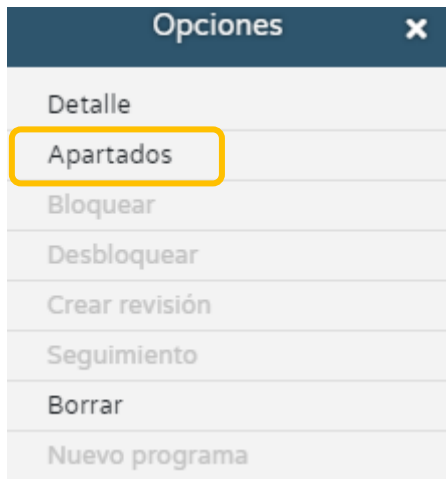 Opciones
Detalle
Apartados
Bloquear
Desbloquear
Crear revisión
Seguimiento
Borrar
Nuevo programa